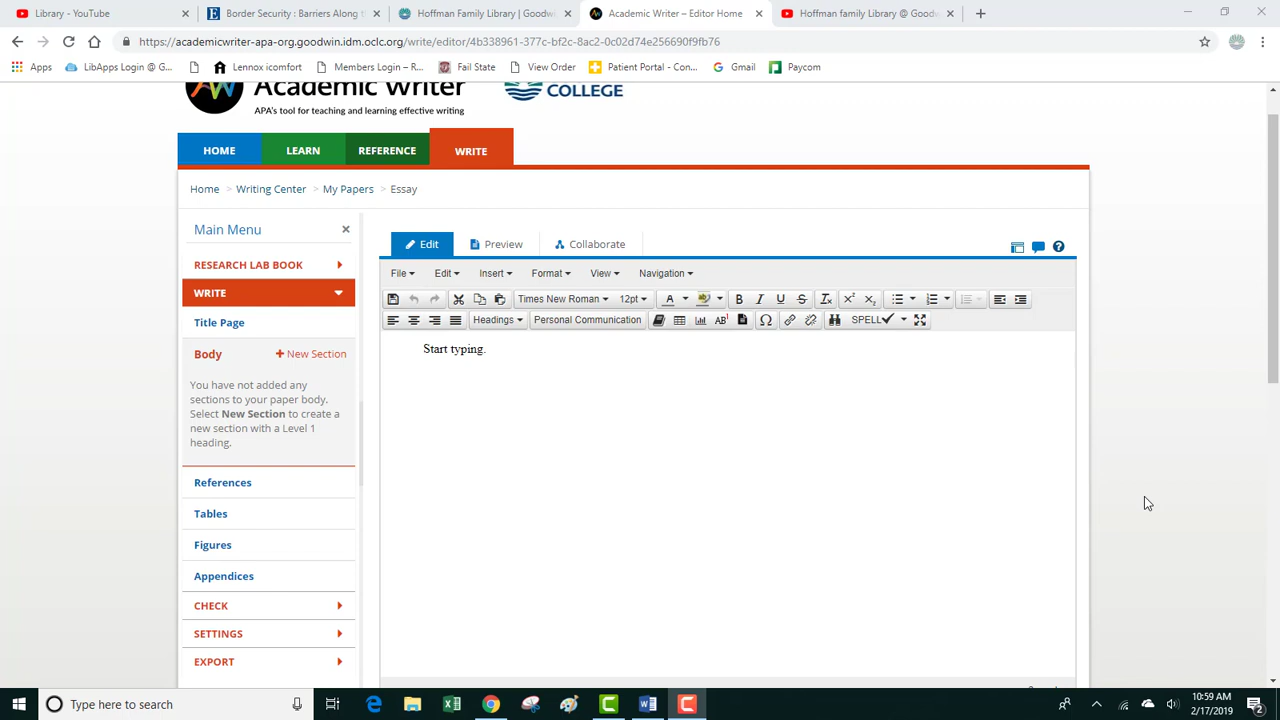 Library - YouTube
Border Security : Barriers Along t
Hoffman Family Library | Goodw
Academic Writer – Editor Home
Hoffman family Library @ Goodw
https://academicwriter-apa-org.goodwin.idm.oclc.org/write/editor/4b338961-377c-bf2c-8ac2-0c02d74e256690f9fb76
Apps
LibApps Login @ G...
Lennox icomfort
Members Login – R...
Fail State
View Order
Patient Portal - Con...
Gmail
Paycom
Academic Writer
APA's tool for teaching and learning effective writing
COLLEGE
HOME
LEARN
REFERENCE
WRITE
Home > Writing Center > My Papers > Essay
Main Menu
RESEARCH LAB BOOK
WRITE
Title Page
Body
+ New Section
You have not added any
sections to your paper body.
Select New Section to create a
new section with a Level 1
heading.
References
Tables
Figures
Appendices
CHECK
SETTINGS
EXPORT
Edit
Preview
Collaborate
File
Edit
Insert
Format
View
Navigation
Times New Roman
12pt
Headings
Personal Communication
SPELL
Start typing.
Type here to search
10:59 AM
2/17/2019